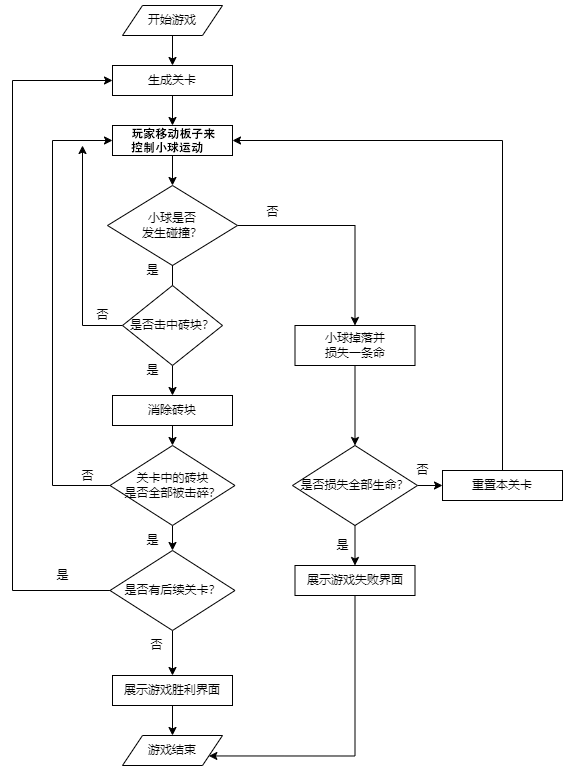 开始游戏
生成关卡
玩家移动板子来
控制小球运动
小球是否
发生碰撞?
否
是
否
是否击中砖块?
小球掉落并
损失一条命
是
消除砖块
否
关卡中的砖块
是否全部被击碎?
是否损失全部生命?
否
重置本关卡
是
是
是
是否有后续关卡?
展示游戏失败界面
否
展示游戏胜利界面
游戏结束